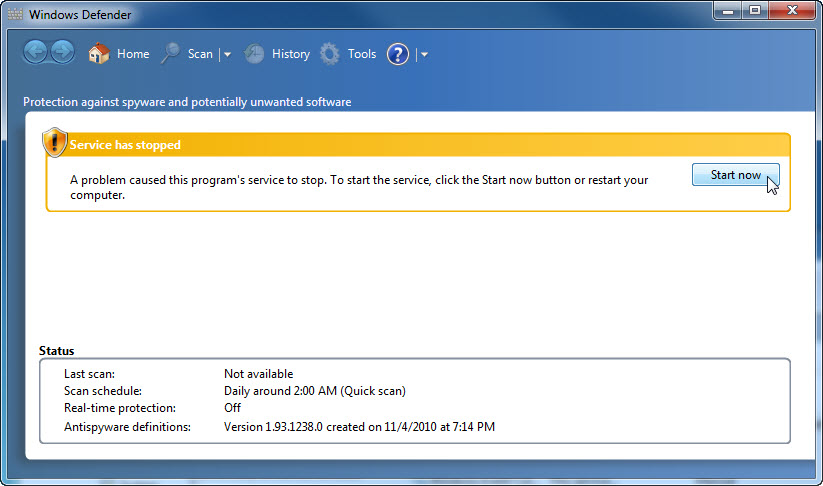 Windows Defender
Home Scan History Tools ?
Protection against spyware and potentially unwanted software
Service has stopped
A problem caused this program's service to stop. To start the service, click the Start now button or restart your
computer.
Start now
Status
Last scan: Not available
Scan schedule: Daily around 2:00 AM (Quick scan)
Real-time protection: Off
Antispyware definitions: Version 1.93.1238.0 created on 11/4/2010 at 7:14 PM